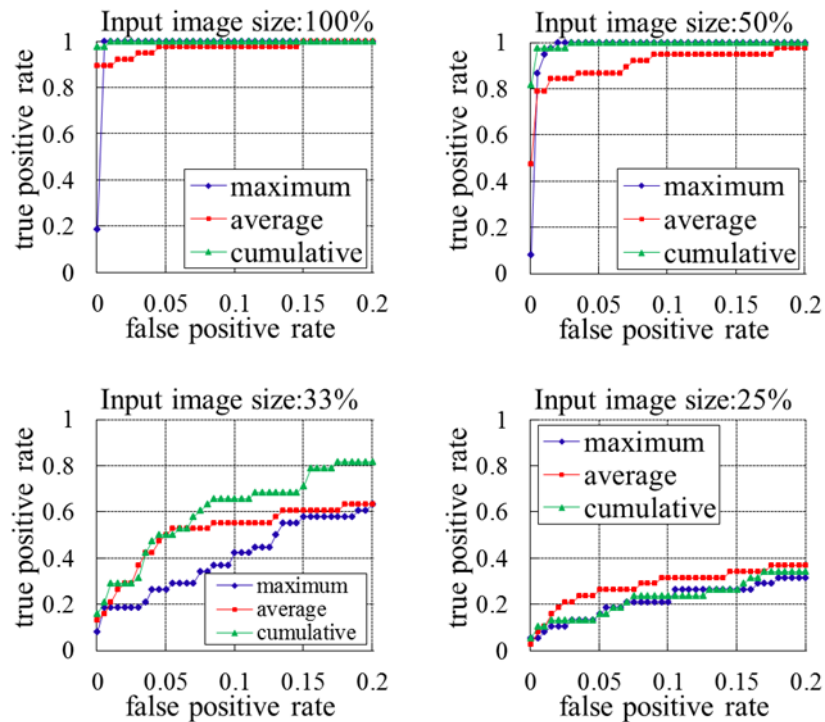 Input image size:100%
true positive rate
1
0.8
0.6
0.4
0.2
0
maximum
average
cumulative
0 0.05 0.1 0.15 0.2
false positive rate
Input image size:50%
true positive rate
1
0.8
0.6
0.4
0.2
0
maximum
average
cumulative
0 0.05 0.1 0.15 0.2
false positive rate
Input image size:33%
true positive rate
1
0.8
0.6
0.4
0.2
0
maximum
average
cumulative
0 0.05 0.1 0.15 0.2
false positive rate
Input image size:25%
true positive rate
1
0.8
0.6
0.4
0.2
0
maximum
average
cumulative
0 0.05 0.1 0.15 0.2
false positive rate